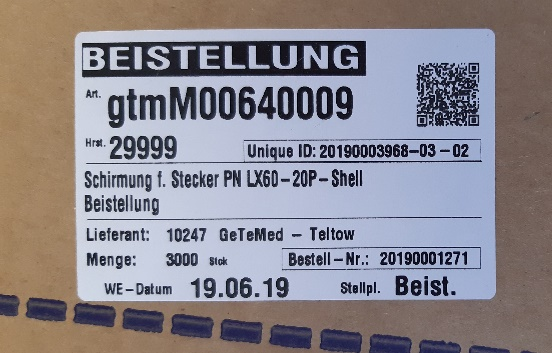 BEISTELLUNG
Art. gtmM00640009
Hrst. 29999 Unique ID: 20190003968-03-02
Schirmung f. Stecker PN LX60-20P-Shell
Beistellung
Lieferant: 10247 GeTeMed - Teltow
Menge: 3000 Stck Bestell-Nr.: 20190001271
WE-Datum 19.06.19 Stellpl. Beist.